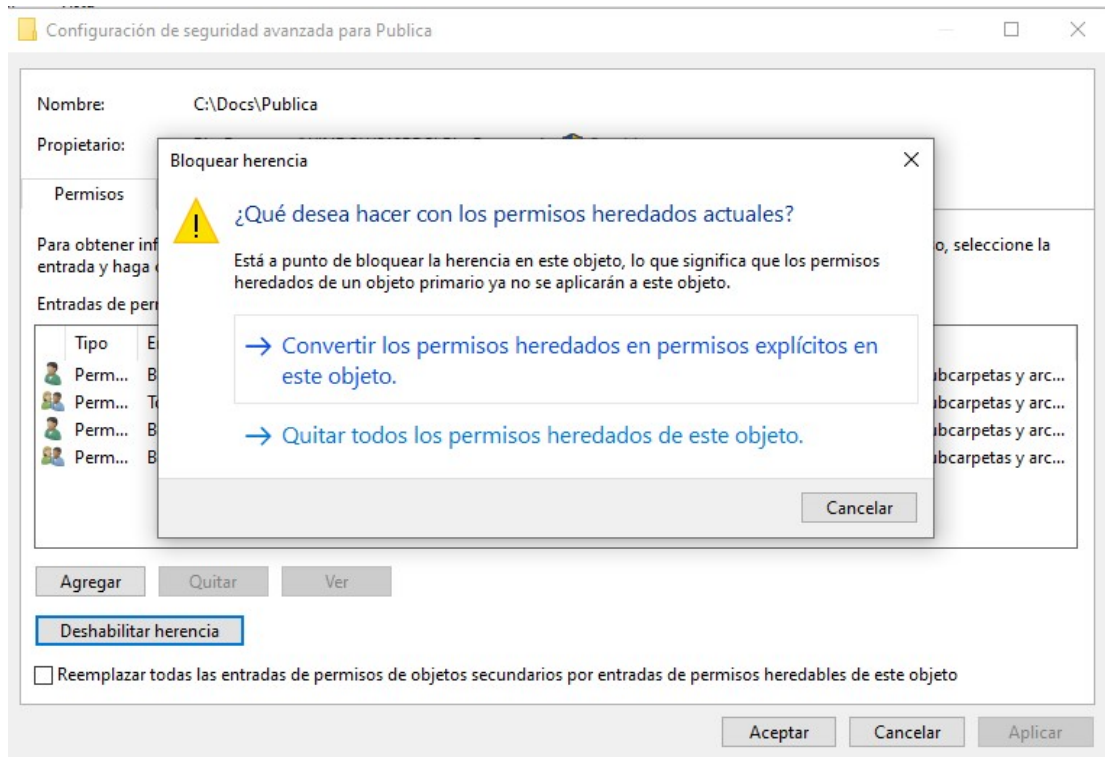 Configuración de seguridad avanzada para Publica
Nombre: C:\Docs\Publica
Propietario:
Bloquear herencia
Permisos
¿Qué desea hacer con los permisos heredados actuales?
Para obtener inf o, seleccione la
entrada y haga
Está a punto de bloquear la herencia en este objeto, lo que significa que los permisos
heredados de un objeto primario ya no se aplicarán a este objeto.
Entradas de per
Tipo E
Convertir los permisos heredados en permisos explícitos en
este objeto.
Perm... B ubcarpetas y arc...
Perm... T ubcarpetas y arc...
Perm... B ubcarpetas y arc...
Perm... B ubcarpetas y arc...
Quitar todos los permisos heredados de este objeto.
Cancelar
Agregar Quitar Ver
Deshabilitar herencia
Reemplazar todas las entradas de permisos de objetos secundarios por entradas de permisos heredables de este objeto
Aceptar Cancelar Aplicar